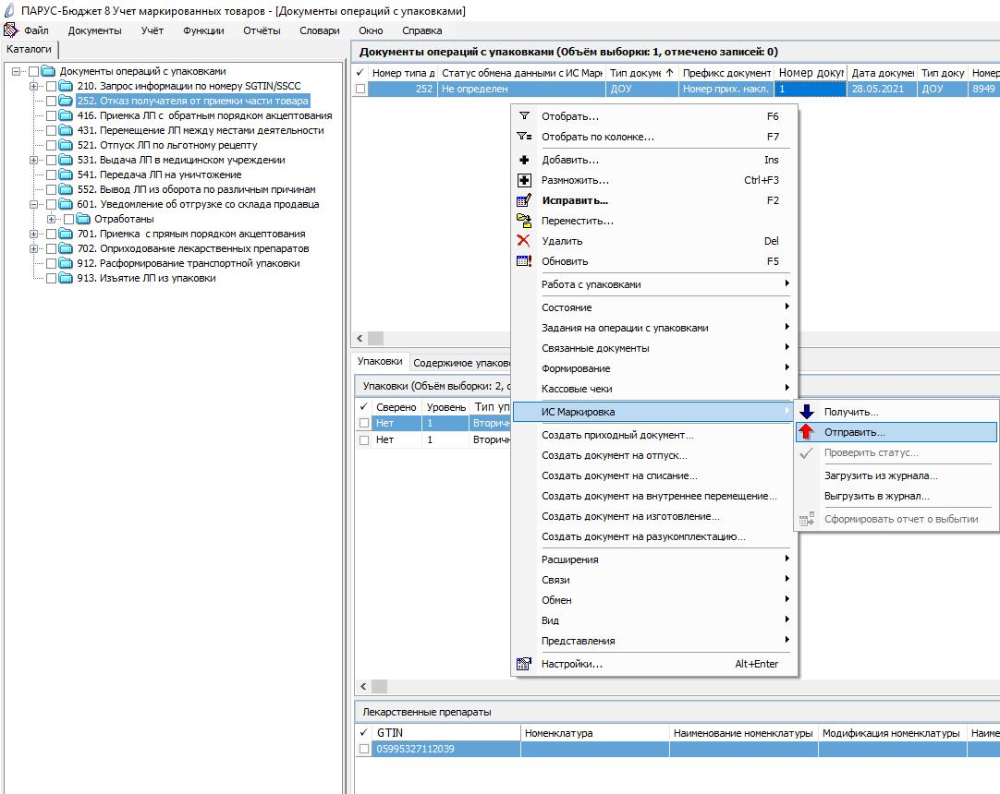 ПАРУС-Бюджет 8 Учет маркированных товаров - [Документы операций с упаковками]
Файл Документы Учёт Функции Отчёты Словари Окно Справка
Каталоги
Документы операций с упаковками
210. Запрос информации по номеру SGTIN/SSCC
252. Отказ получателя от приемки части товара
416. Приемка ЛП с обратным порядком акцептования
431. Перемещение ЛП между местами деятельности
521. Отпуск ЛП по льготному рецепту
531. Выдача ЛП в медицинском учреждении
541. Передача ЛП на уничтожение
552. Вывод ЛП из оборота по различным причинам
601. Уведомление об отгрузке со склада продавца
Отработаны
701. Приемка с прямым порядком акцептования
702. Оприходование лекарственных препаратов
912. Расформирование транспортной упаковки
913. Изъятие ЛП из упаковки
Документы операций с упаковками (Объём выборки: 1, отмечено записей: 0)
Номер типа д Статус обмена данными с ИС Марк Тип докуме Префикс документ Номер докум Дата докумен Тип доку Номер
252 Не определен ДОУ Номер прих. накл. 1 28.05.2021 ДОУ 8949
Отобрать... F6
Отобрать по колонке... F7
Добавить... Ins
Размножить... Ctrl+F3
Исправить... F2
Переместить...
Удалить Del
Обновить F5
Работа с упаковками
Состояние
Задания на операции с упаковками
Связанные документы
Формирование
Кассовые чеки
ИС Маркировка
Создать приходный документ...
Создать документ на отпуск...
Создать документ на списание...
Создать документ на внутреннее перемещение...
Создать документ на изготовление...
Создать документ на разукомплектацию...
Расширения
Связи
Обмен
Вид
Представления
Настройки... Alt+Enter
Получить...
Отправить...
Проверить статус...
Загрузить из журнала...
Выгрузить в журнал...
Сформировать отчет о выбытии
Упаковки Содержимое упаково
Упаковки (Объём выборки: 2, о
Сверено Уровень Тип уп
Нет 1 Вторичн
Нет 1 Вторичн
Лекарственные препараты
GTIN Номенклатура Наименование номенклатуры Модификация номенклатуры Наиме
05995327112039